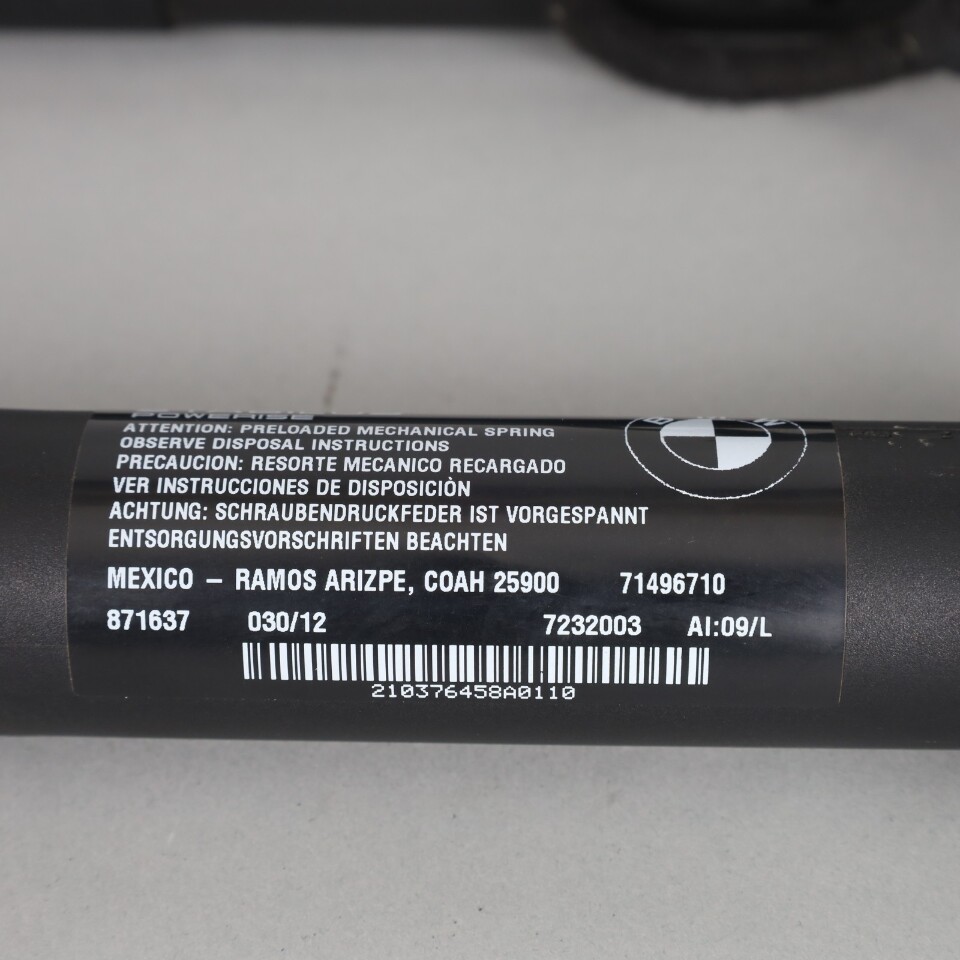 POWERISE
ATTENTION: PRELOADED MECHANICAL SPRING
OBSERVE DISPOSAL INSTRUCTIONS
PRECAUCION: RESORTE MECANICO RECARGADO
VER INSTRUCCIONES DE DISPOSICIÒN
ACHTUNG: SCHRAUBENDRUCKFEDER IST VORGESPANNT
ENTSORGUNGSVORSCHRIFTEN BEACHTEN
MEXICO – RAMOS ARIZPE, COAH 25900 71496710
871637 030/12 7232003 AI:09/L
210376458A0110